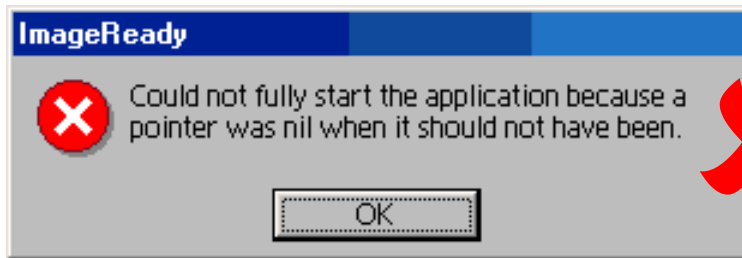 ImageReady
Could not fully start the application because a
pointer was nil when it should not have been.
OK